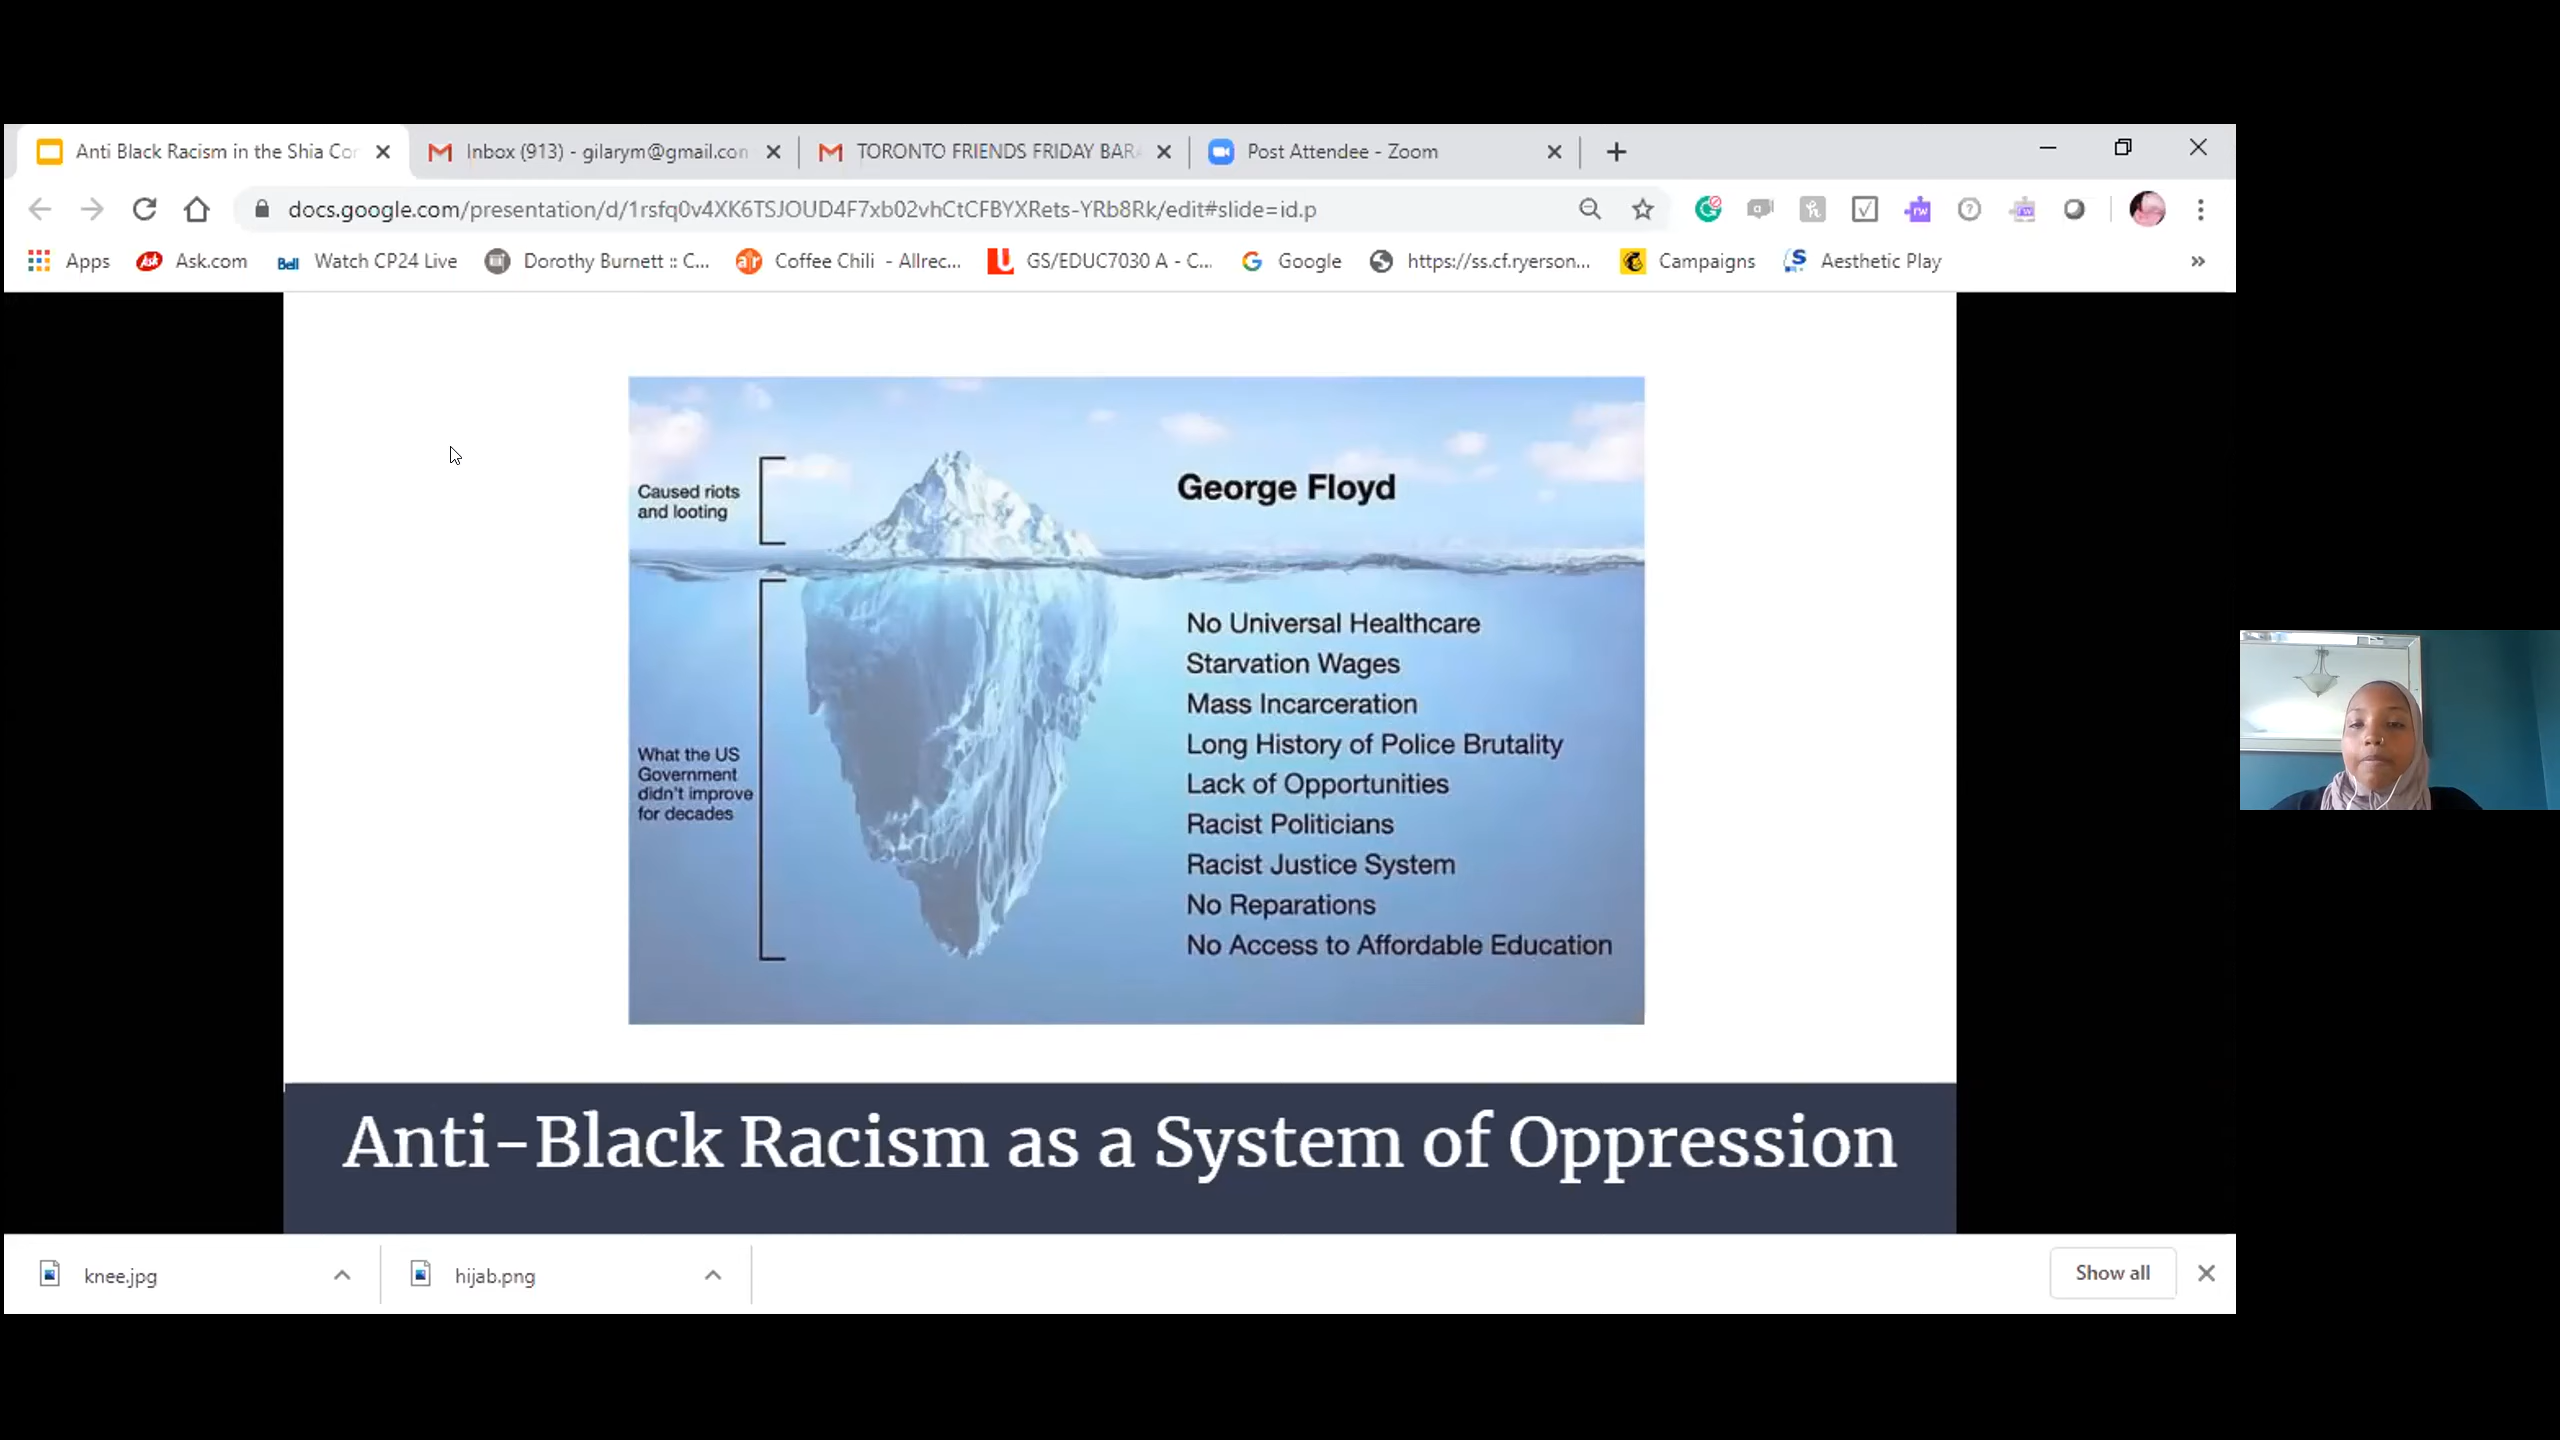 Anti Black Racism in the Shia Cor
Inbox (913) - gilarym@gmail.con
TORONTO FRIENDS FRIDAY BAR
Post Attendee - Zoom
docs.google.com/presentation/d/1rsfq0v4XK6TSJOUD4F7xb02vhCtCFBYXRets-YRb8Rk/edit#slide=id.p
Apps
Ask.com
Bell
Watch CP24 Live
Dorothy Burnett :: C...
Coffee Chili - Allrec...
GS/EDUC7030 A - C...
Google
https://ss.cf.ryerson...
Campaigns
Aesthetic Play
Caused riots
and looting
George Floyd
What the US
Government
didn't improve
for decades
No Universal Healthcare
Starvation Wages
Mass Incarceration
Long History of Police Brutality
Lack of Opportunities
Racist Politicians
Racist Justice System
No Reparations
No Access to Affordable Education
Anti-Black Racism as a System of Oppression
knee.jpg
hijab.png
Show all